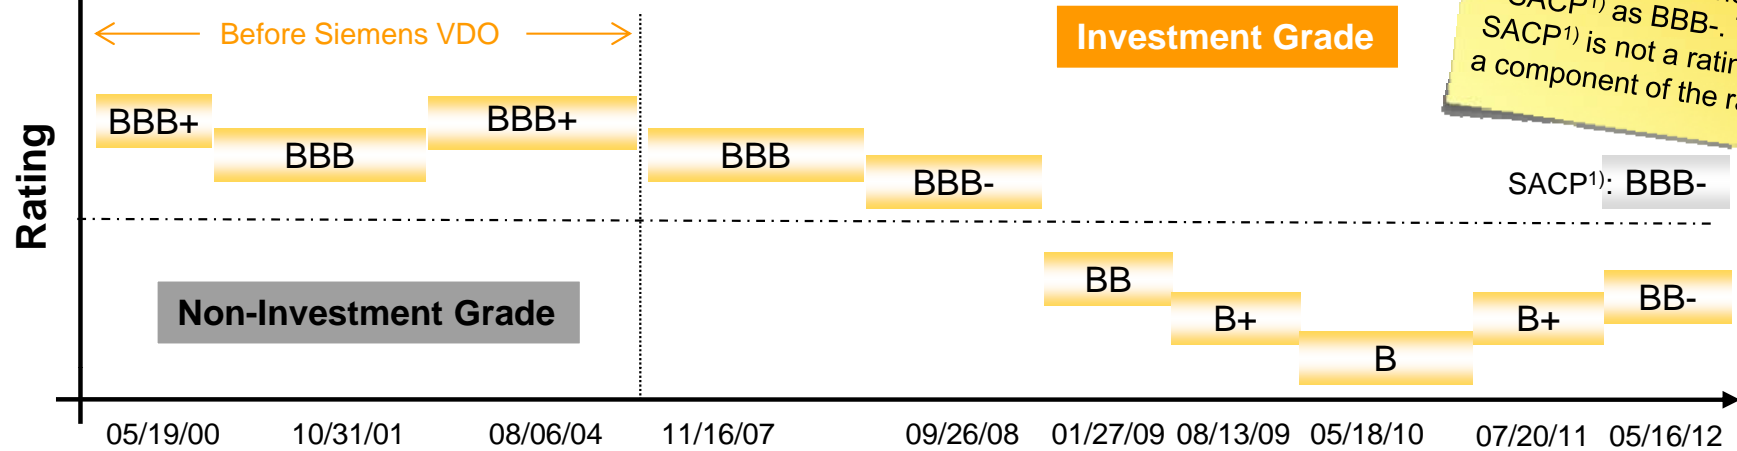 Before Siemens VDO
Investment Grade
SACP1) as BBB-.
SACP1) is not a
a component of the
BBB+
BBB
BBB+
BBB
BBB-
SACP1): BBB-
Rating
Non-Investment Grade
BB
B+
B
B+
BB-
05/19/00 10/31/01 08/06/04 11/16/07 09/26/08 01/27/09 08/13/09 05/18/10 07/20/11 05/16/12